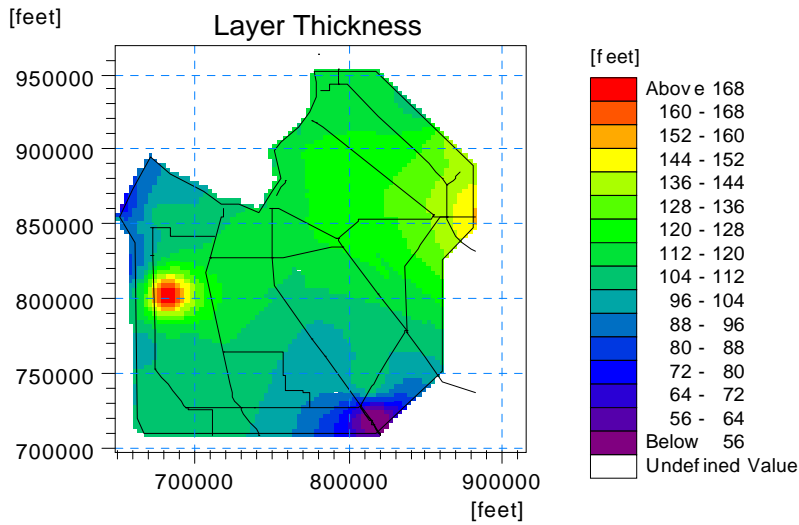 [feet]
Layer Thickness
950000
900000
850000
800000
750000
700000
700000 800000 900000
[feet]
[feet]
Above 168
160 - 168
152 - 160
144 - 152
136 - 144
128 - 136
120 - 128
112 - 120
104 - 112
96 - 104
88 - 96
80 - 88
72 - 80
64 - 72
56 - 64
Below 56
Undefined Value